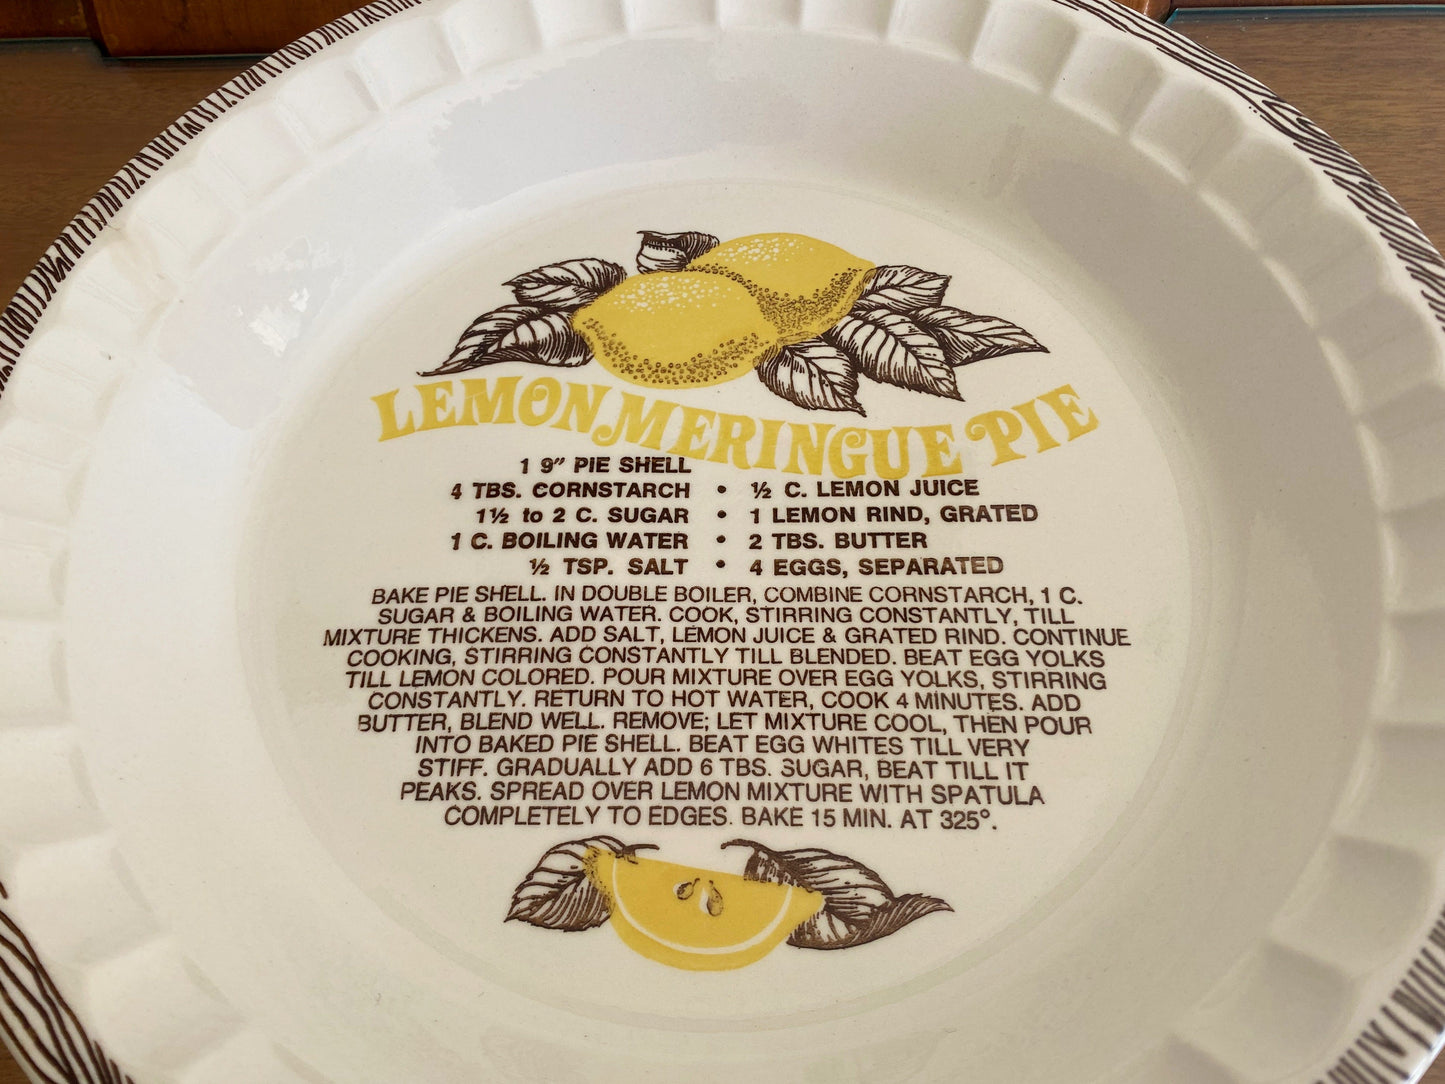 LEMON MERINGUE PIE
1 9" PIE SHELL
4 TBS. CORNSTARCH • ½ C. LEMON JUICE
1½ to 2 C. SUGAR • 1 LEMON RIND, GRATED
1 C. BOILING WATER • 2 TBS. BUTTER
½ TSP. SALT • 4 EGGS, SEPARATED
BAKE PIE SHELL. IN DOUBLE BOILER, COMBINE CORNSTARCH, 1 C.
SUGAR & BOILING WATER. COOK, STIRRING CONSTANTLY, TILL
MIXTURE THICKENS. ADD SALT, LEMON JUICE & GRATED RIND. CONTINUE
COOKING, STIRRING CONSTANTLY TILL BLENDED. BEAT EGG YOLKS
TILL LEMON COLORED. POUR MIXTURE OVER EGG YOLKS, STIRRING
CONSTANTLY. RETURN TO HOT WATER, COOK 4 MINUTES. ADD
BUTTER, BLEND WELL. REMOVE; LET MIXTURE COOL, THEN POUR
INTO BAKED PIE SHELL. BEAT EGG WHITES TILL VERY
STIFF. GRADUALLY ADD 6 TBS. SUGAR, BEAT TILL IT
PEAKS. SPREAD OVER LEMON MIXTURE WITH SPATULA
COMPLETELY TO EDGES. BAKE 15 MIN. AT 325°.